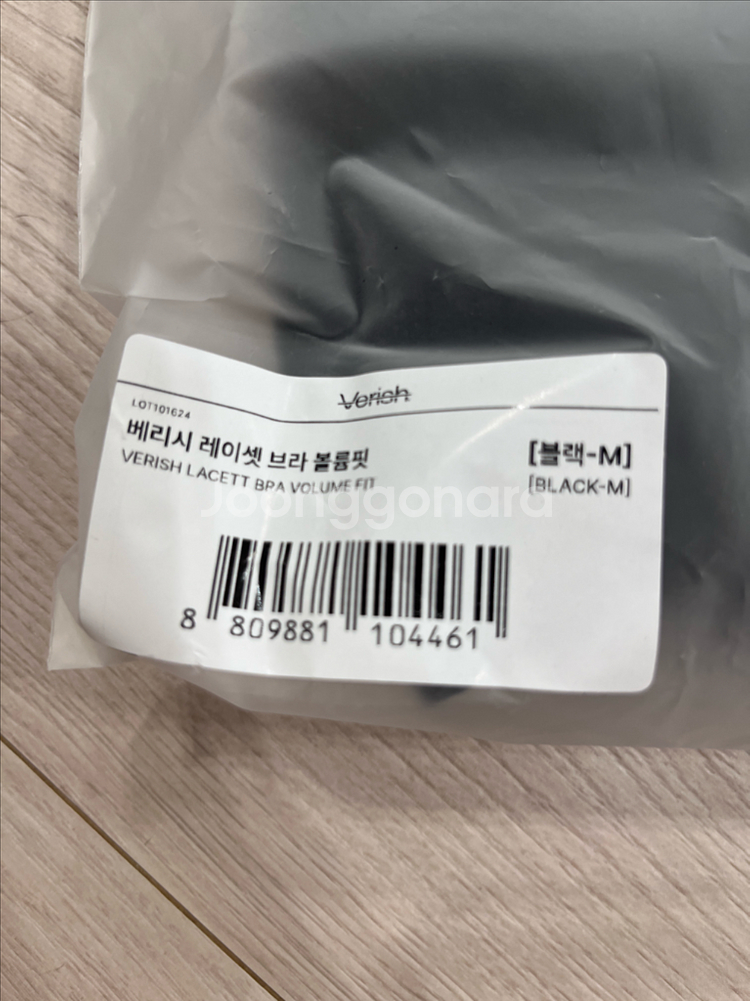 Verish
LOT101624
베리시 레이셋 브라 볼륨핏
VERISH LACETT BRA VOLUME FIT
[블랙-M]
[BLACK-M]
Joonggonara
8 809881 104461